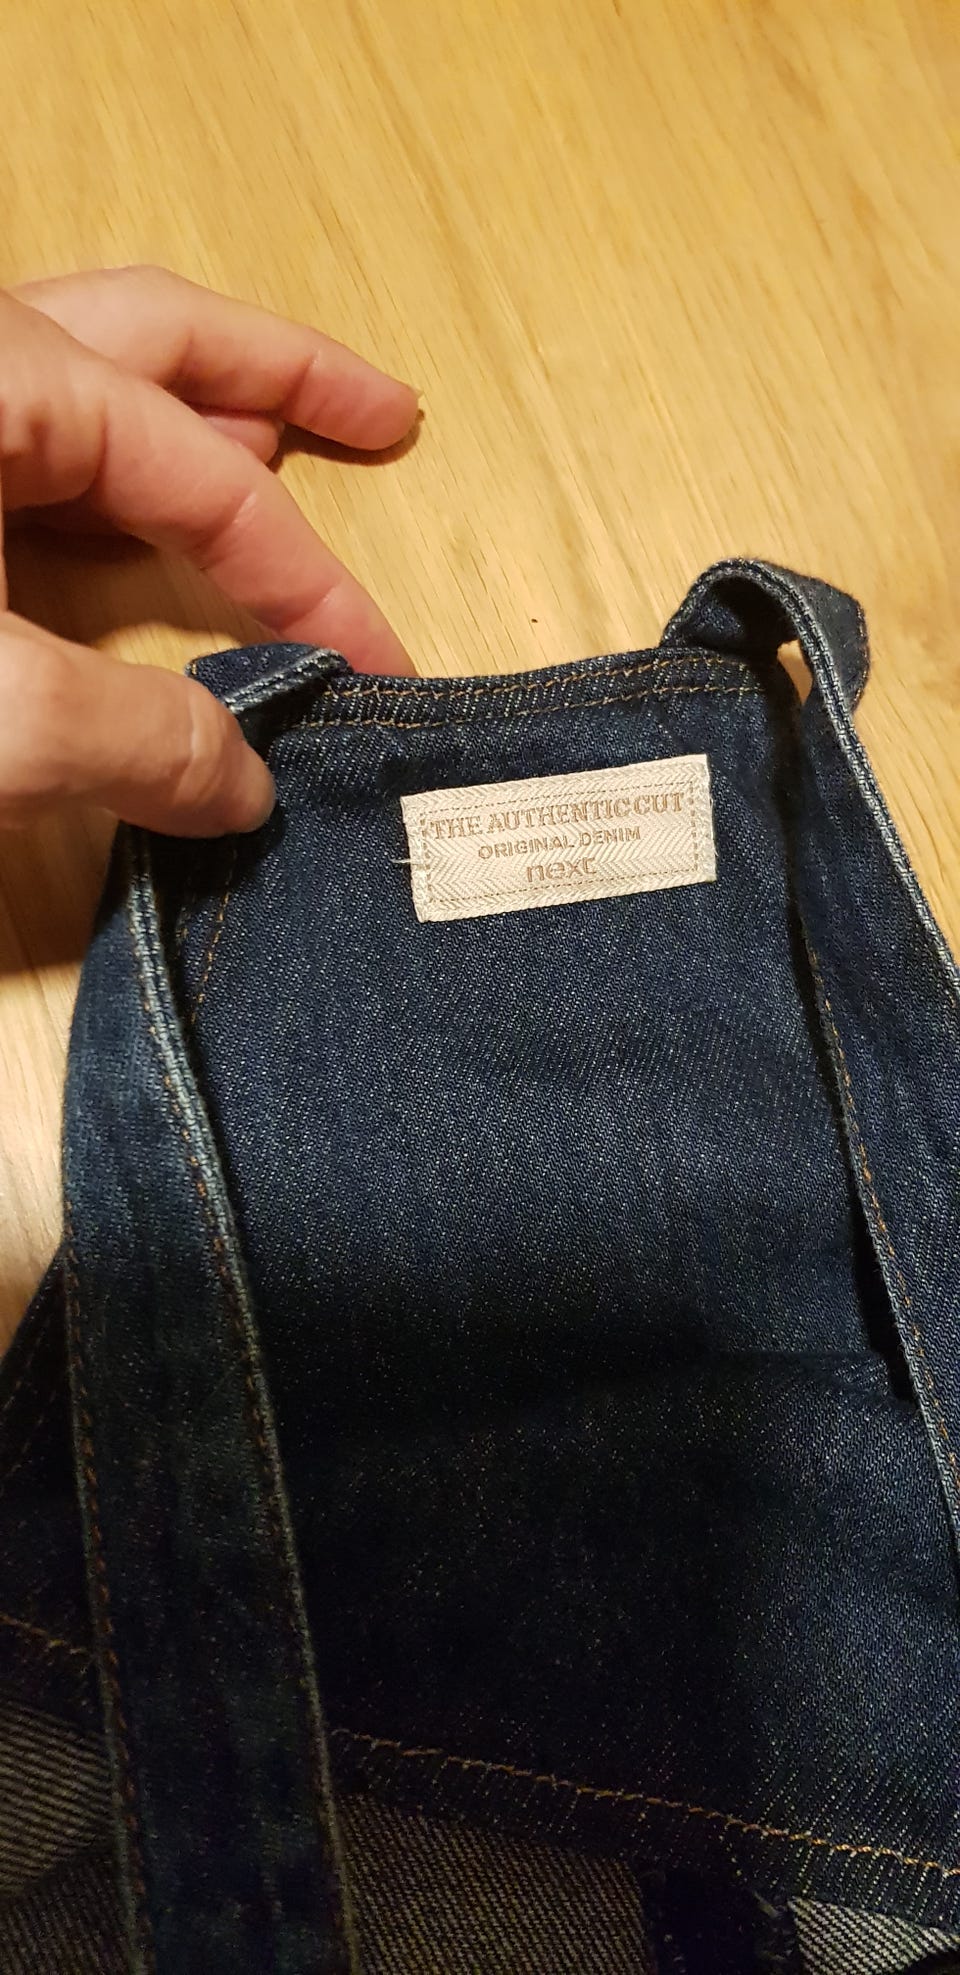 THE AUTHENTIC CUT
ORIGINAL DENIM
next